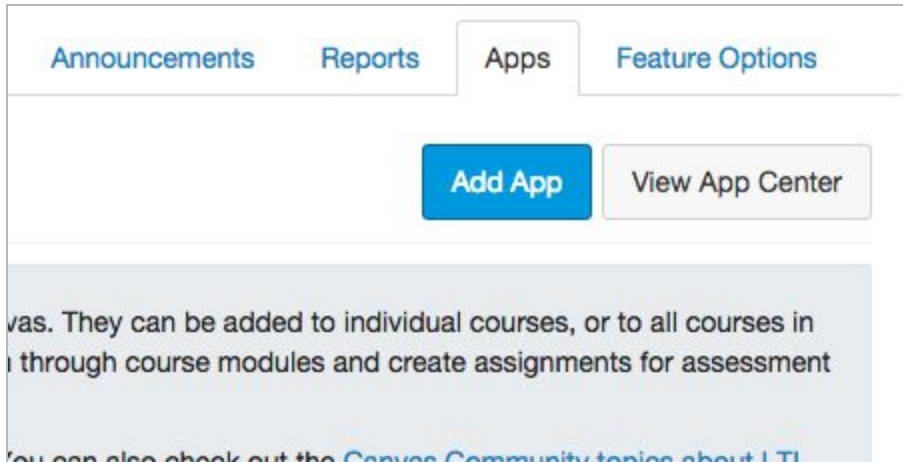 Announcements Reports Apps Feature Options
Add App View App Center
vas. They can be added to individual courses, or to all courses in
through course modules and create assignments for assessment
You can also check out the Canvas Community topics about LTI